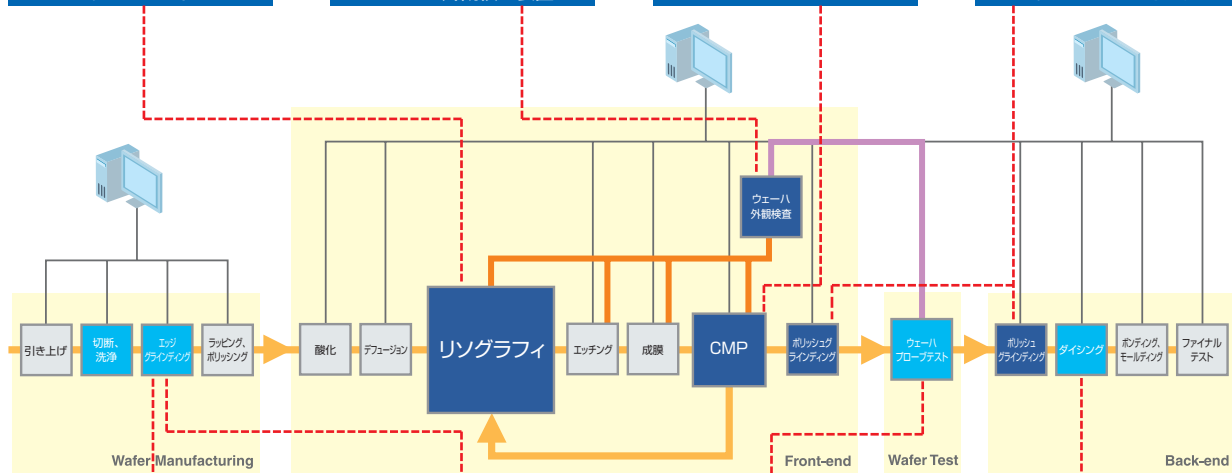 ウェーハ
外観検査
引き上げ
切断、
洗浄
エッジ
グラインディング
ラッピング、
ポリッシング
酸化
デフュージョン
リソグラフィ
エッチング
成膜
CMP
ポリッシュグ
ラインディング
ウェーハ
プローブテスト
ポリッシュ
グラインディング
ダイシング
ボンディング、
モールディング
ファイナル
テスト
Wafer Manufacturing
Front-end
Wafer Test
Back-end